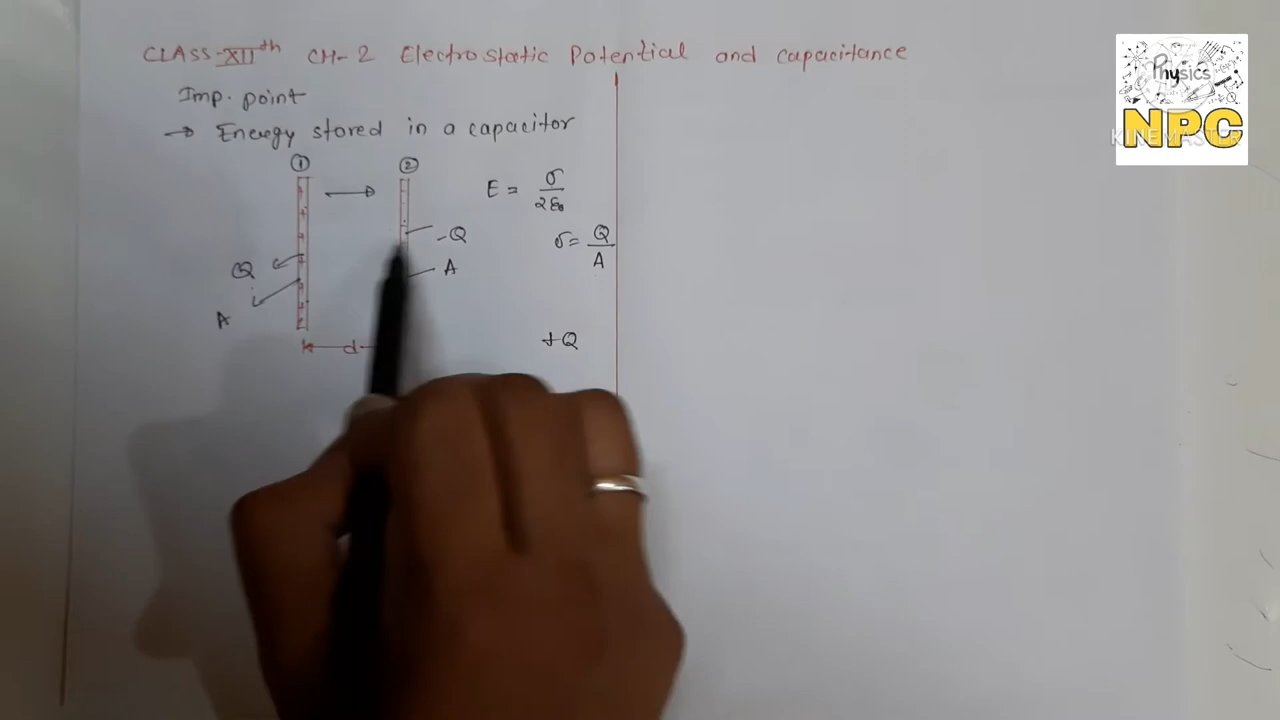 CLASS-XIIth CH-2 Electrostatic Potential and capacitance
Physics
NPC
KINEMASTER
Imp. point
→ Energy stored in a capacitor
① → ②
E = σ/2ε₀
-Q
σ = Q/A
Q
A
A
d
+Q